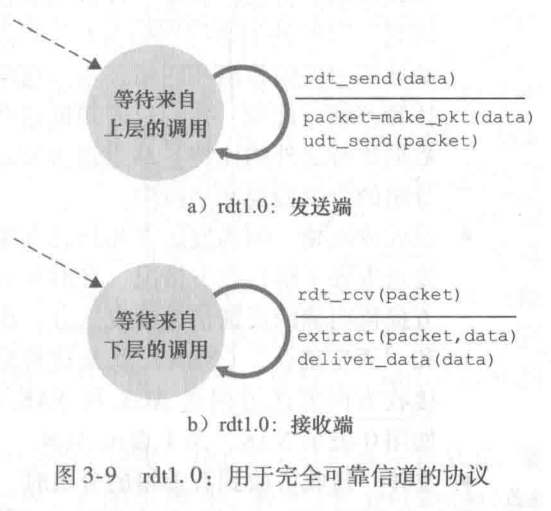 等待来自
上层的调用
rdt_send(data)
packet=make_pkt(data)
udt_send(packet)
a）rdt1.0：发送端
等待来自
下层的调用
rdt_rcv(packet)
extract(packet,data)
deliver_data(data)
b）rdt1.0：接收端
图 3-9 rdt1.0：用于完全可靠信道的协议